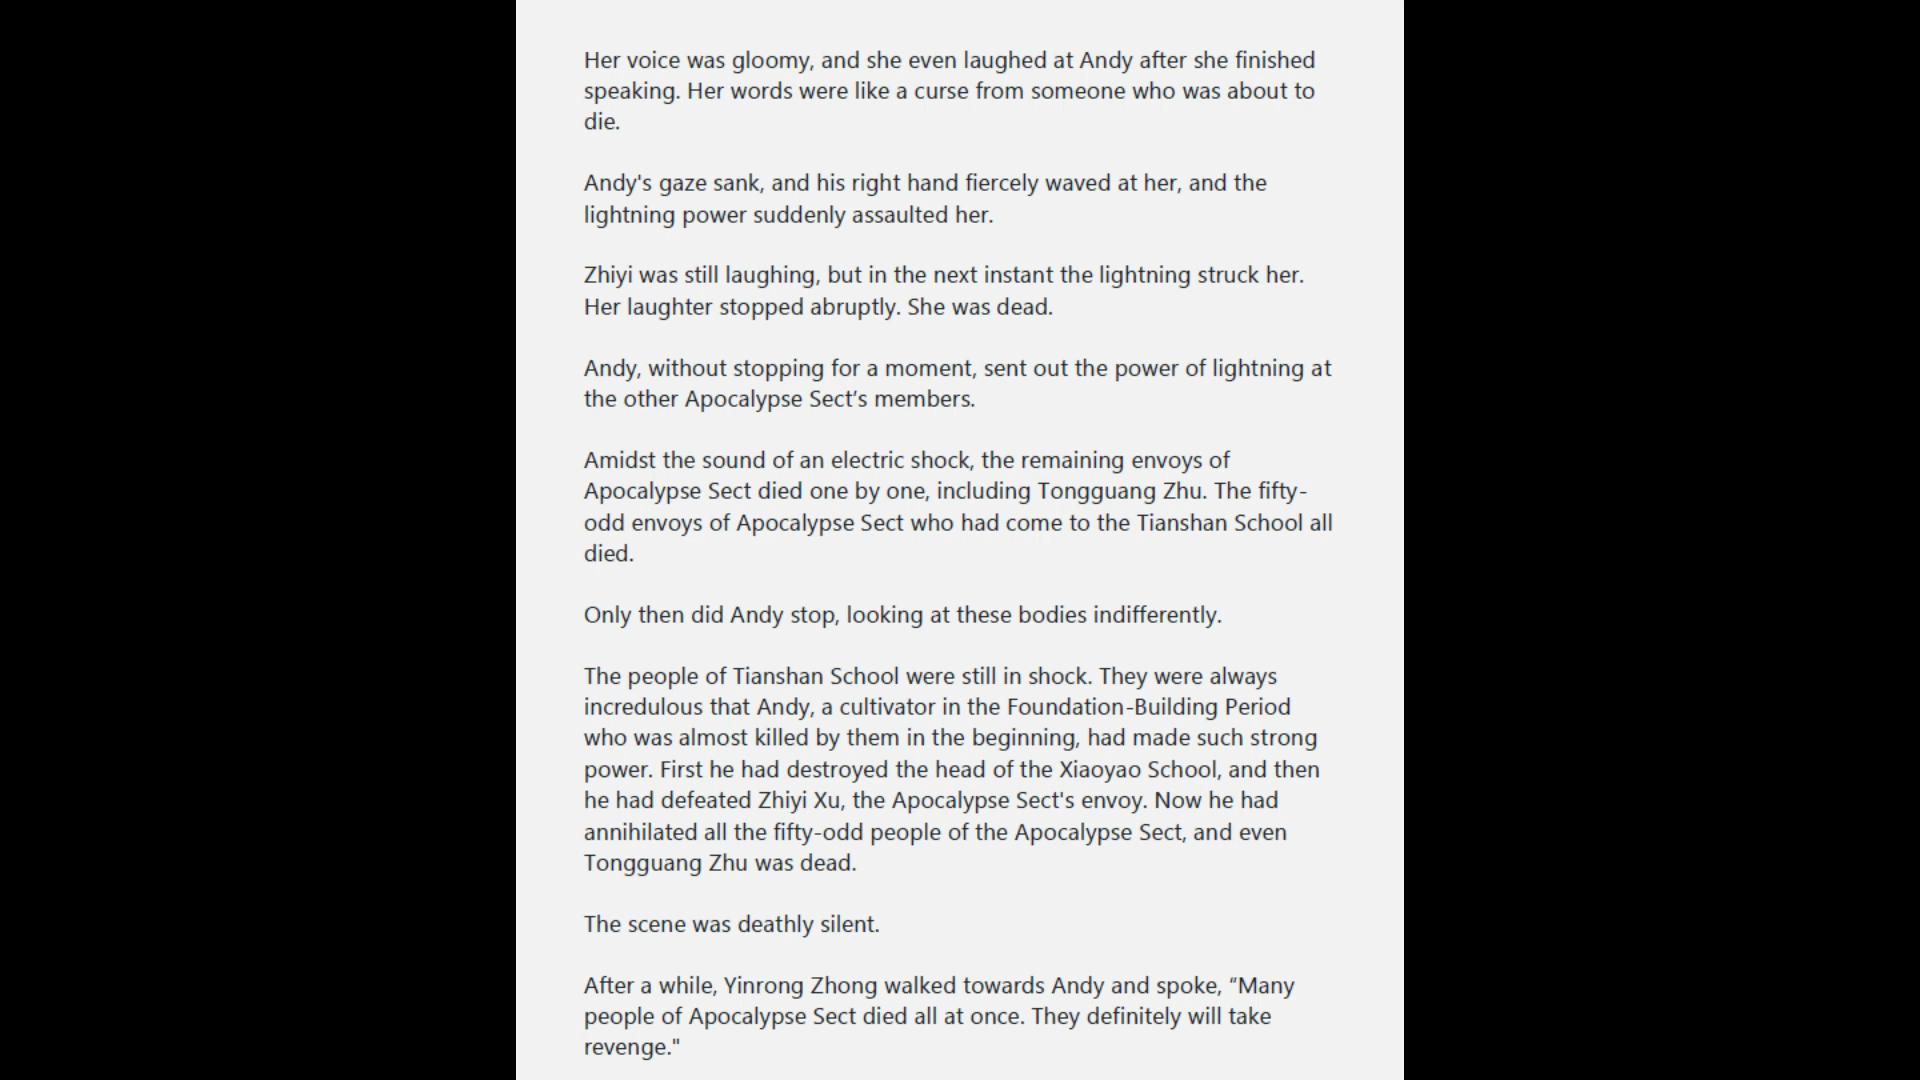 Her voice was gloomy, and she even laughed at Andy after she finished
speaking. Her words were like a curse from someone who was about to
die.
Andy's gaze sank, and his right hand fiercely waved at her, and the
lightning power suddenly assaulted her.
Zhiyi was still laughing, but in the next instant the lightning struck her.
Her laughter stopped abruptly. She was dead.
Andy, without stopping for a moment, sent out the power of lightning at
the other Apocalypse Sect’s members.
Amidst the sound of an electric shock, the remaining envoys of
Apocalypse Sect died one by one, including Tongguang Zhu. The fifty-
odd envoys of Apocalypse Sect who had come to the Tianshan School all
died.
Only then did Andy stop, looking at these bodies indifferently.
The people of Tianshan School were still in shock. They were always
incredulous that Andy, a cultivator in the Foundation-Building Period
who was almost killed by them in the beginning, had made such strong
power. First he had destroyed the head of the Xiaoyao School, and then
he had defeated Zhiyi Xu, the Apocalypse Sect's envoy. Now he had
annihilated all the fifty-odd people of the Apocalypse Sect, and even
Tongguang Zhu was dead.
The scene was deathly silent.
After a while, Yinrong Zhong walked towards Andy and spoke, “Many
people of Apocalypse Sect died all at once. They definitely will take
revenge."